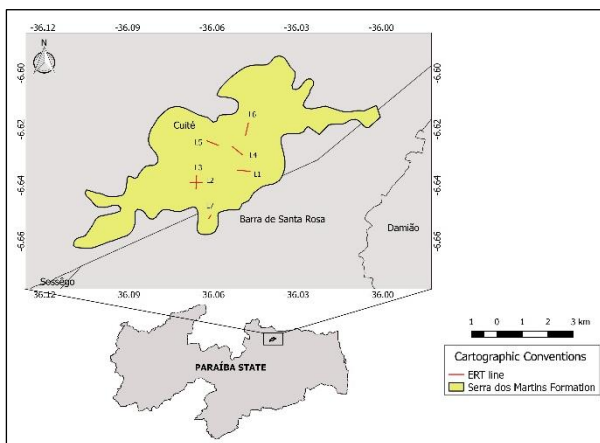 -36.12 -36.09 -36.06 -36.03 -36.00
N
-6.60
-6.60
L6
-6.62
-6.62
Cuité
L5
L4
L3
L1
L2
-6.64
-6.64
Barra de Santa Rosa
Damião
-6.66
-6.66
Sossêgo
-36.12 -36.09 -36.06 -36.03 -36.00
1 0 1 2 3 km
Cartographic Conventions
ERT line
Serra dos Martins Formation
PARAÍBA STATE